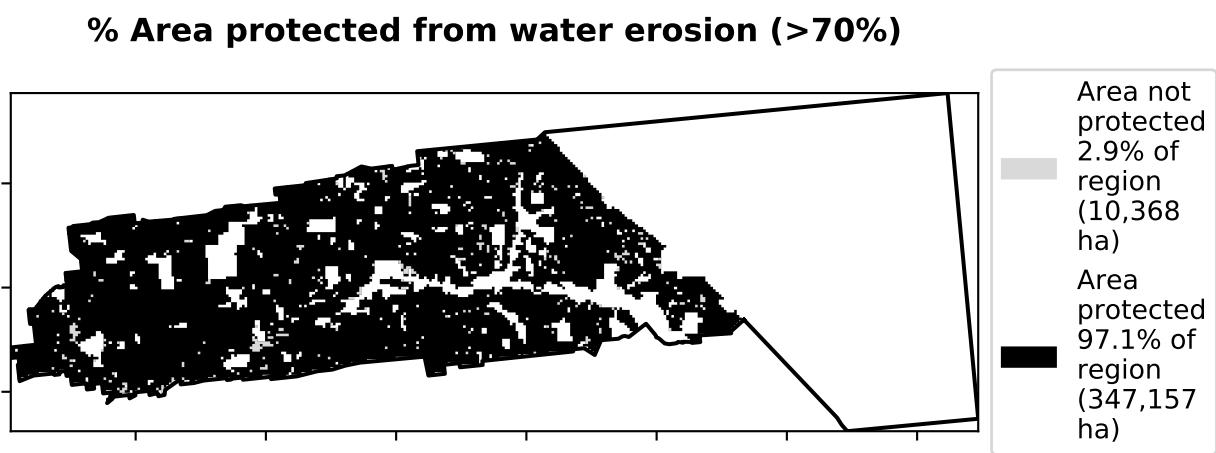 % Area protected from water erosion (>70%)
Area not
protected
2.9% of
region
(10,368
ha)
Area
protected
97.1% of
region
(347,157
ha)